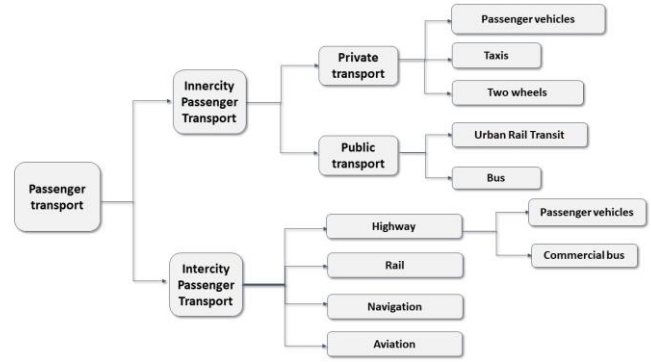 Passenger
transport
Innercity
Passenger
Transport
Private
transport
Passenger vehicles
Taxis
Two wheels
Public
transport
Urban Rail Transit
Bus
Intercity
Passenger
Transport
Highway
Passenger vehicles
Commercial bus
Rail
Navigation
Aviation